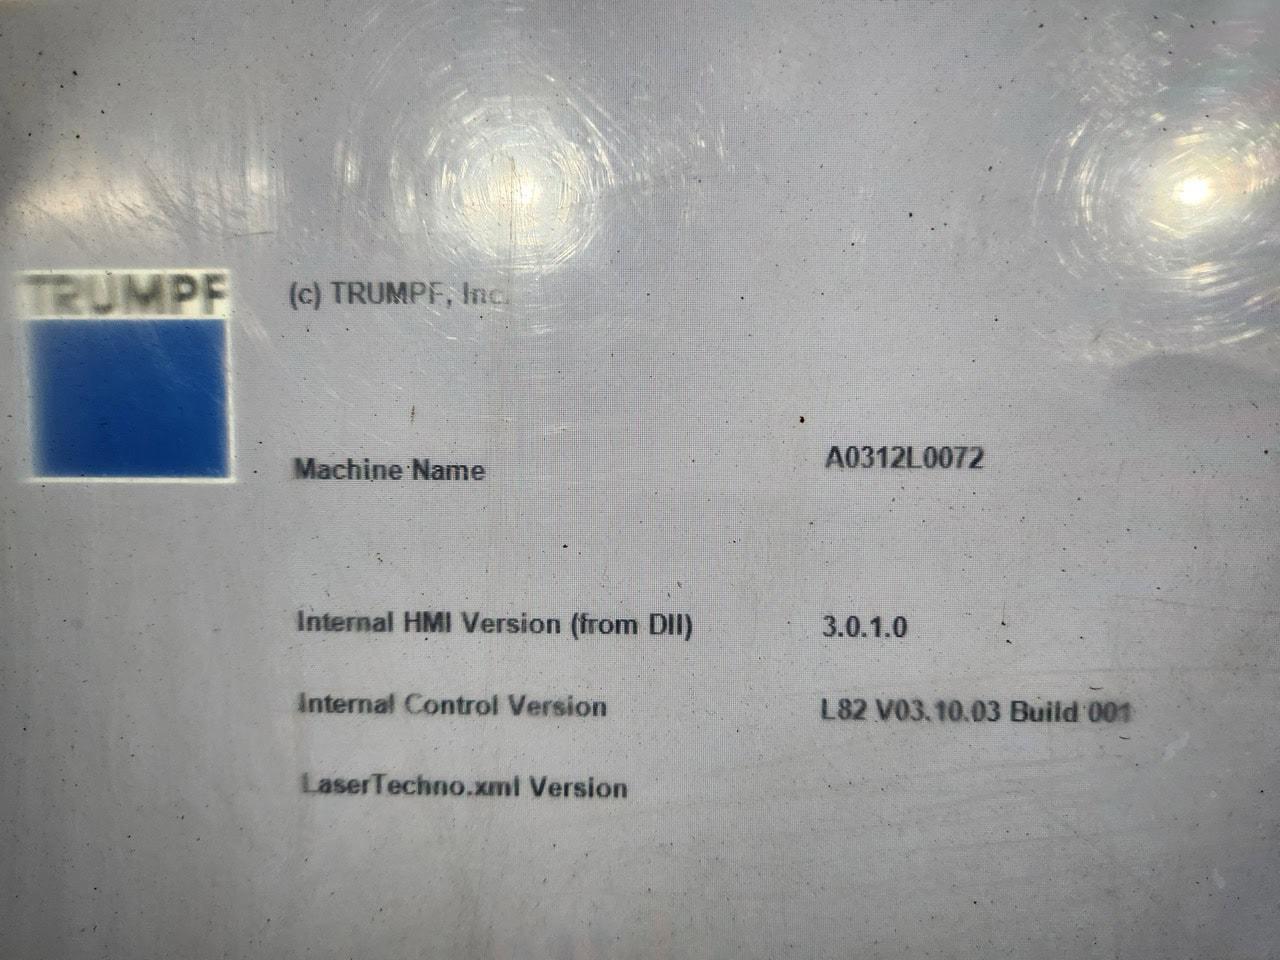 TRUMPF
(c) TRUMPF, Inc.
Machine Name A0312L0072
Internal HMI Version (from Dll) 3.0.1.0
Internal Control Version L82 V03.10.03 Build 001
LaserTechno.xml Version